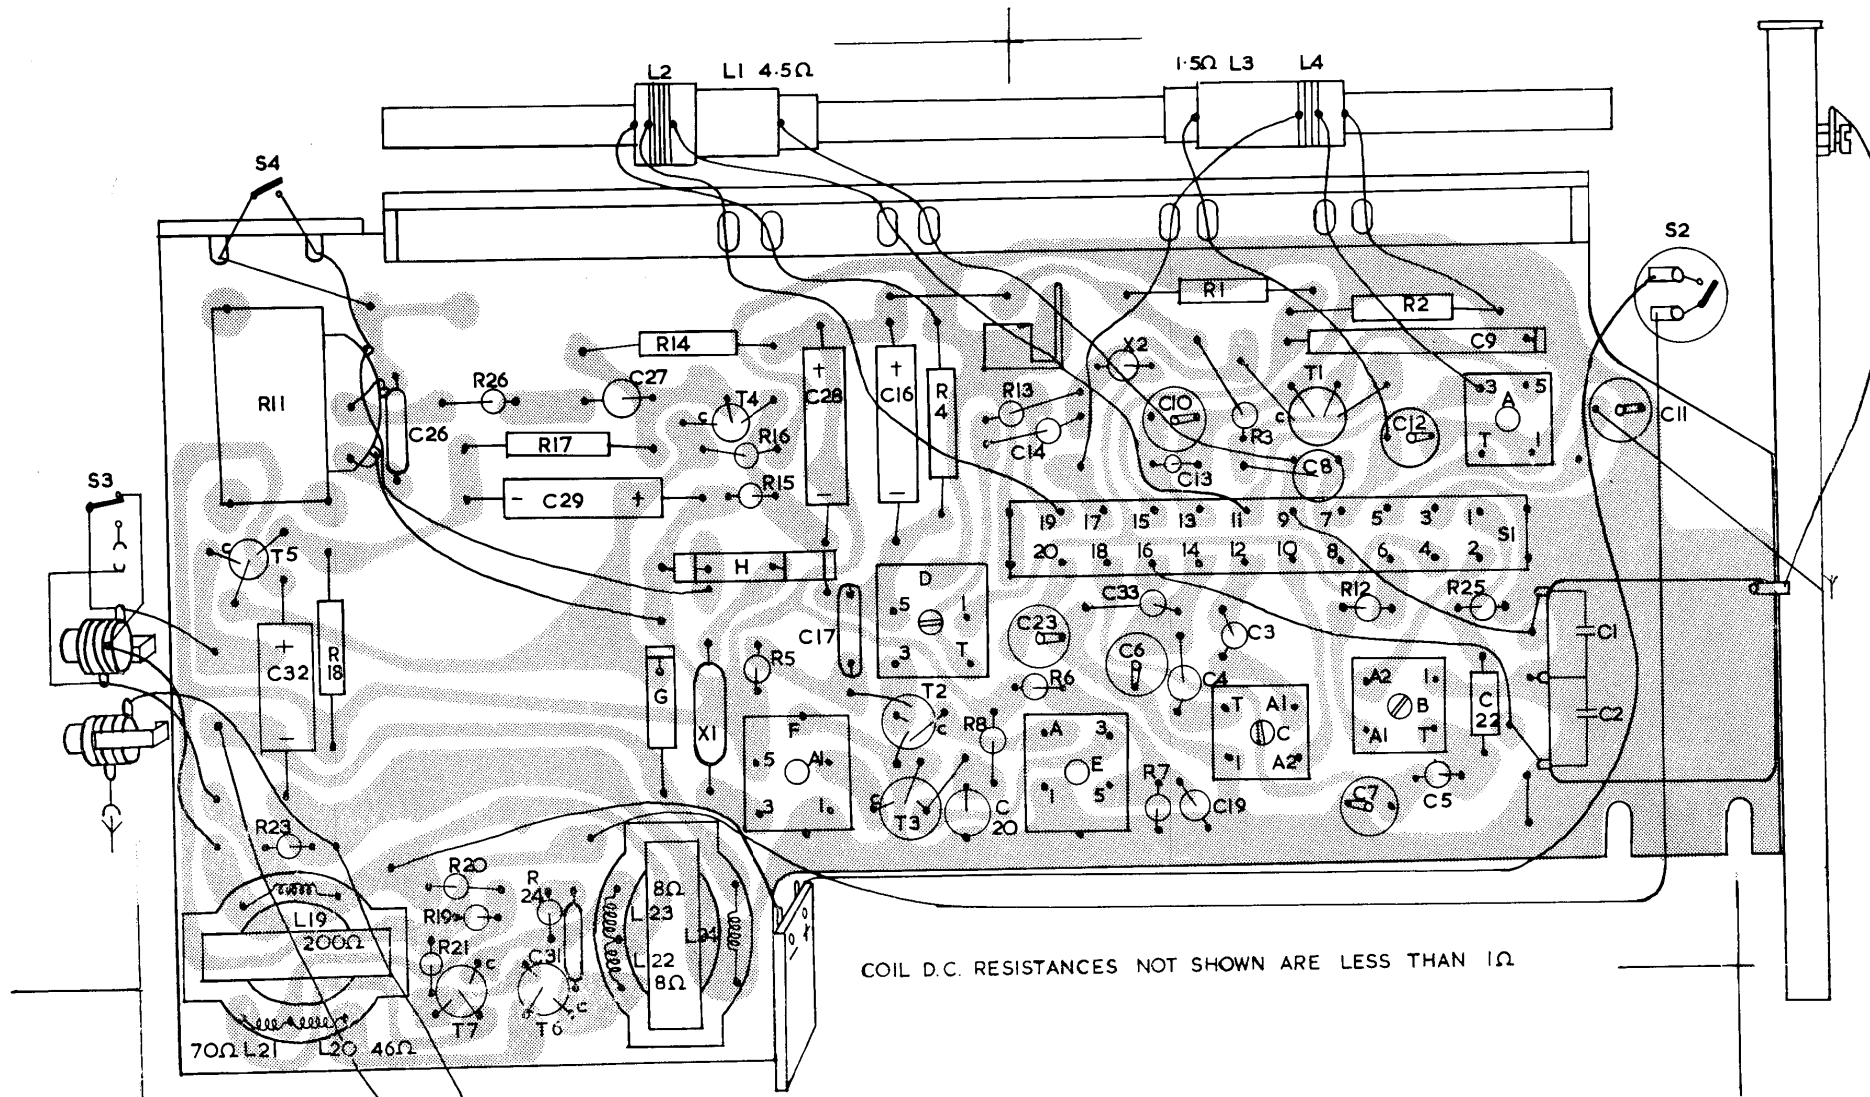 L2 L1 4.5Ω 1.5Ω L3 L4
S4
S2
R1
R2
C9
R14
X2
R11
R26
C27
T4
C
+
C28
+
C16
R
4
R13
C10
T1
C
3 5
A
T 1
C11
C26
R17
R16
C14
R3
C12
C8
C13
S3
- C29 +
R15
-
-
19 17 15 13 11 9 7 5 3 1
S1
20 18 16 14 12 10 8 6 4 2
C
T5
H
D
5 1
3 T
C33
R12
R25
+
C32
-
R
18
C17
C23
C3
C1
G
X1
R5
R6
C6
C4
T2
C
R8
A2 1
B
A1 T
C
22
C2
F
5 A1
3 1
A 3
E
1 5
T A1
C
1 A2
C
T3
C
20
R7
C19
C7
C5
R23
R20
R
24
8Ω
L23
L24
L19
200Ω
R19
R21
C
C31
L22
8Ω
T7
C
T6
70Ω L21 L20 46Ω
COIL D.C. RESISTANCES NOT SHOWN ARE LESS THAN 1Ω